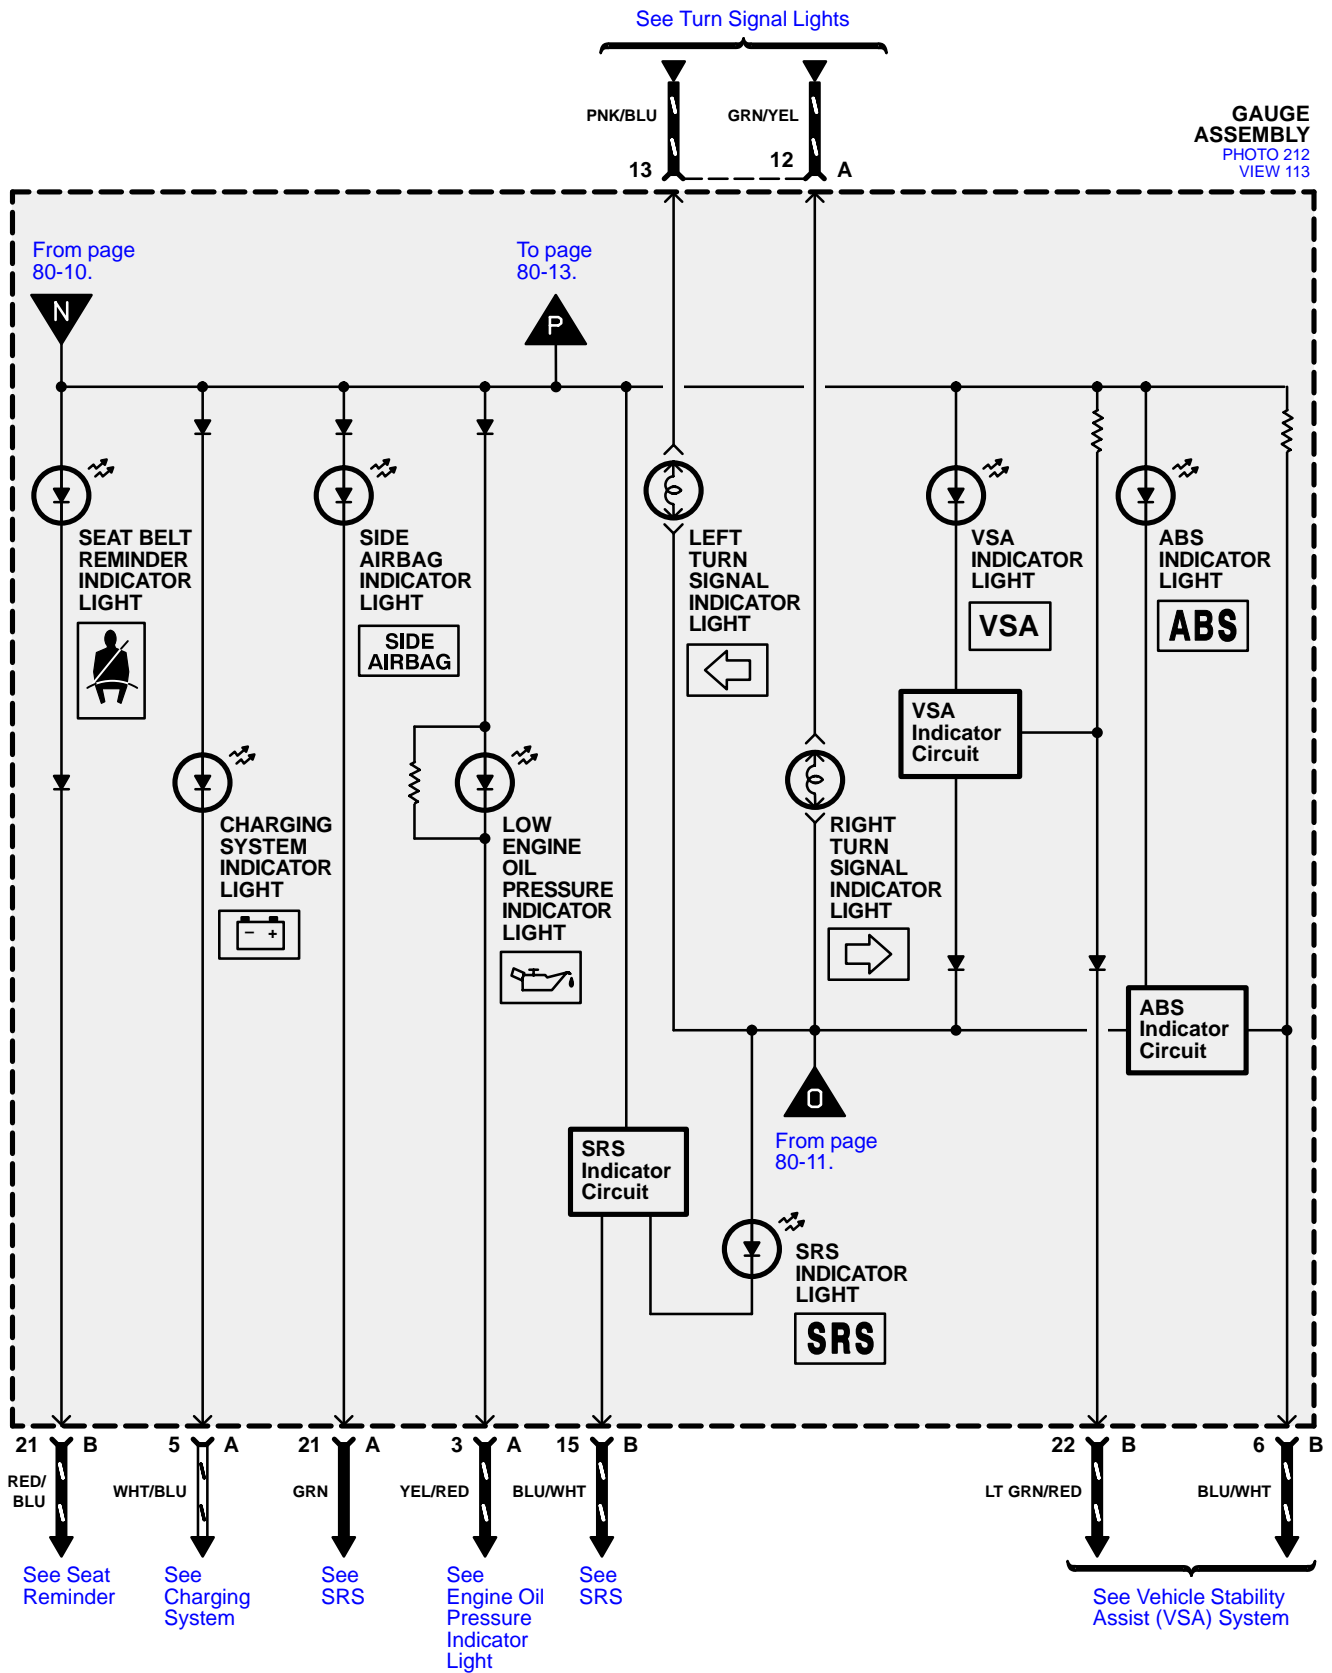 See Turn Signal Lights
PNK/BLU
GRN/YEL
GAUGE
ASSEMBLY
PHOTO 212
VIEW 113
13
12
A
From page
80-10.
To page
80-13.
N
P
SEAT BELT
REMINDER
INDICATOR
LIGHT
SIDE
AIRBAG
INDICATOR
LIGHT
SIDE
AIRBAG
LEFT
TURN
SIGNAL
INDICATOR
LIGHT
VSA
INDICATOR
LIGHT
VSA
ABS
INDICATOR
LIGHT
ABS
VSA
Indicator
Circuit
CHARGING
SYSTEM
INDICATOR
LIGHT
− +
LOW
ENGINE
OIL
PRESSURE
INDICATOR
LIGHT
RIGHT
TURN
SIGNAL
INDICATOR
LIGHT
ABS
Indicator
Circuit
O
From page
80-11.
SRS
Indicator
Circuit
SRS
INDICATOR
LIGHT
SRS
21 B
5 A
21 A
3 A
15 B
22 B
6 B
RED/
BLU
WHT/BLU
GRN
YEL/RED
BLU/WHT
LT GRN/RED
BLU/WHT
See Seat
Reminder
See
Charging
System
See
SRS
See
Engine Oil
Pressure
Indicator
Light
See
SRS
See Vehicle Stability
Assist (VSA) System